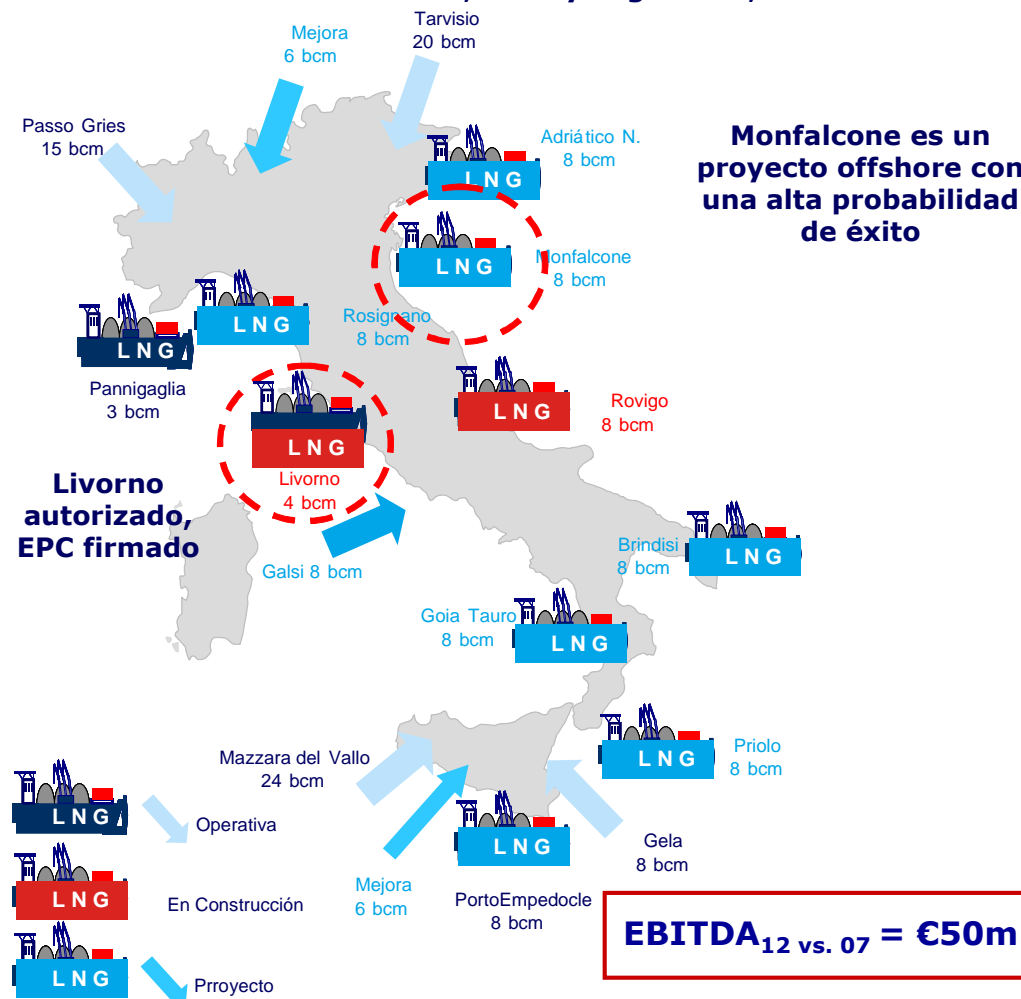 Tarvisio
20 bcm
Mejora
6 bcm
Passo Gries
15 bcm
Adriático N.
8 bcm
LNG
Monfalcone es un
proyecto offshore con
una alta probabilidad
de éxito
Monfalcone
8 bcm
LNG
Rosignano
8 bcm
LNG
LNG
Pannigaglia
3 bcm
Rovigo
8 bcm
LNG
LNG
Livorno
4 bcm
Livorno
autorizado,
EPC firmado
Galsi 8 bcm
Brindisi
8 bcm
LNG
Goia Tauro
8 bcm
LNG
Mazzara del Vallo
24 bcm
LNG
Priolo
8 bcm
LNG
Operativa
Gela
8 bcm
LNG
Mejora
6 bcm
PortoEmpedocle
8 bcm
LNG
En Construcción
EBITDA12 vs. 07 = €50m
LNG
Prroyecto